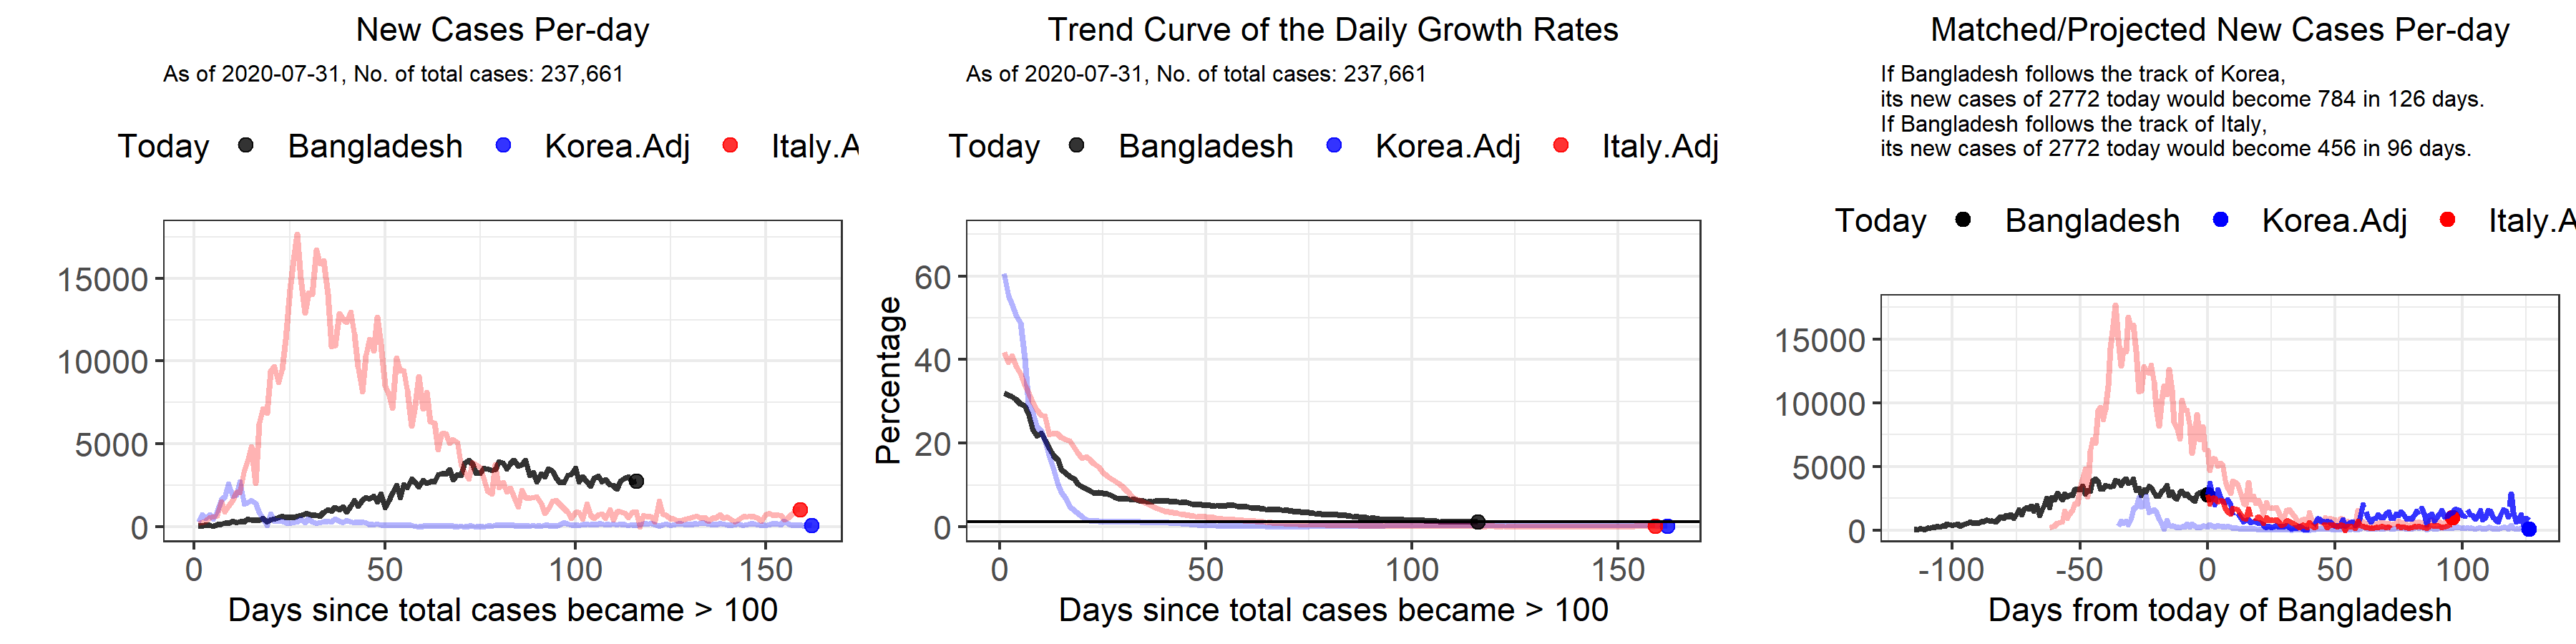 New Cases Per-day
As of 2020-07-31, No. of total cases: 237,661
Today Bangladesh Korea.Adj Italy.A
15000
10000
5000
0
0 50 100 150
Days since total cases became > 100
Trend Curve of the Daily Growth Rates
As of 2020-07-31, No. of total cases: 237,661
Today Bangladesh Korea.Adj Italy.Adj
Percentage
60
40
20
0
0 50 100 150
Days since total cases became > 100
Matched/Projected New Cases Per-day
If Bangladesh follows the track of Korea,
its new cases of 2772 today would become 784 in 126 days.
If Bangladesh follows the track of Italy,
its new cases of 2772 today would become 456 in 96 days.
Today Bangladesh Korea.Adj Italy.A
15000
10000
5000
0
-100 -50 0 50 100
Days from today of Bangladesh